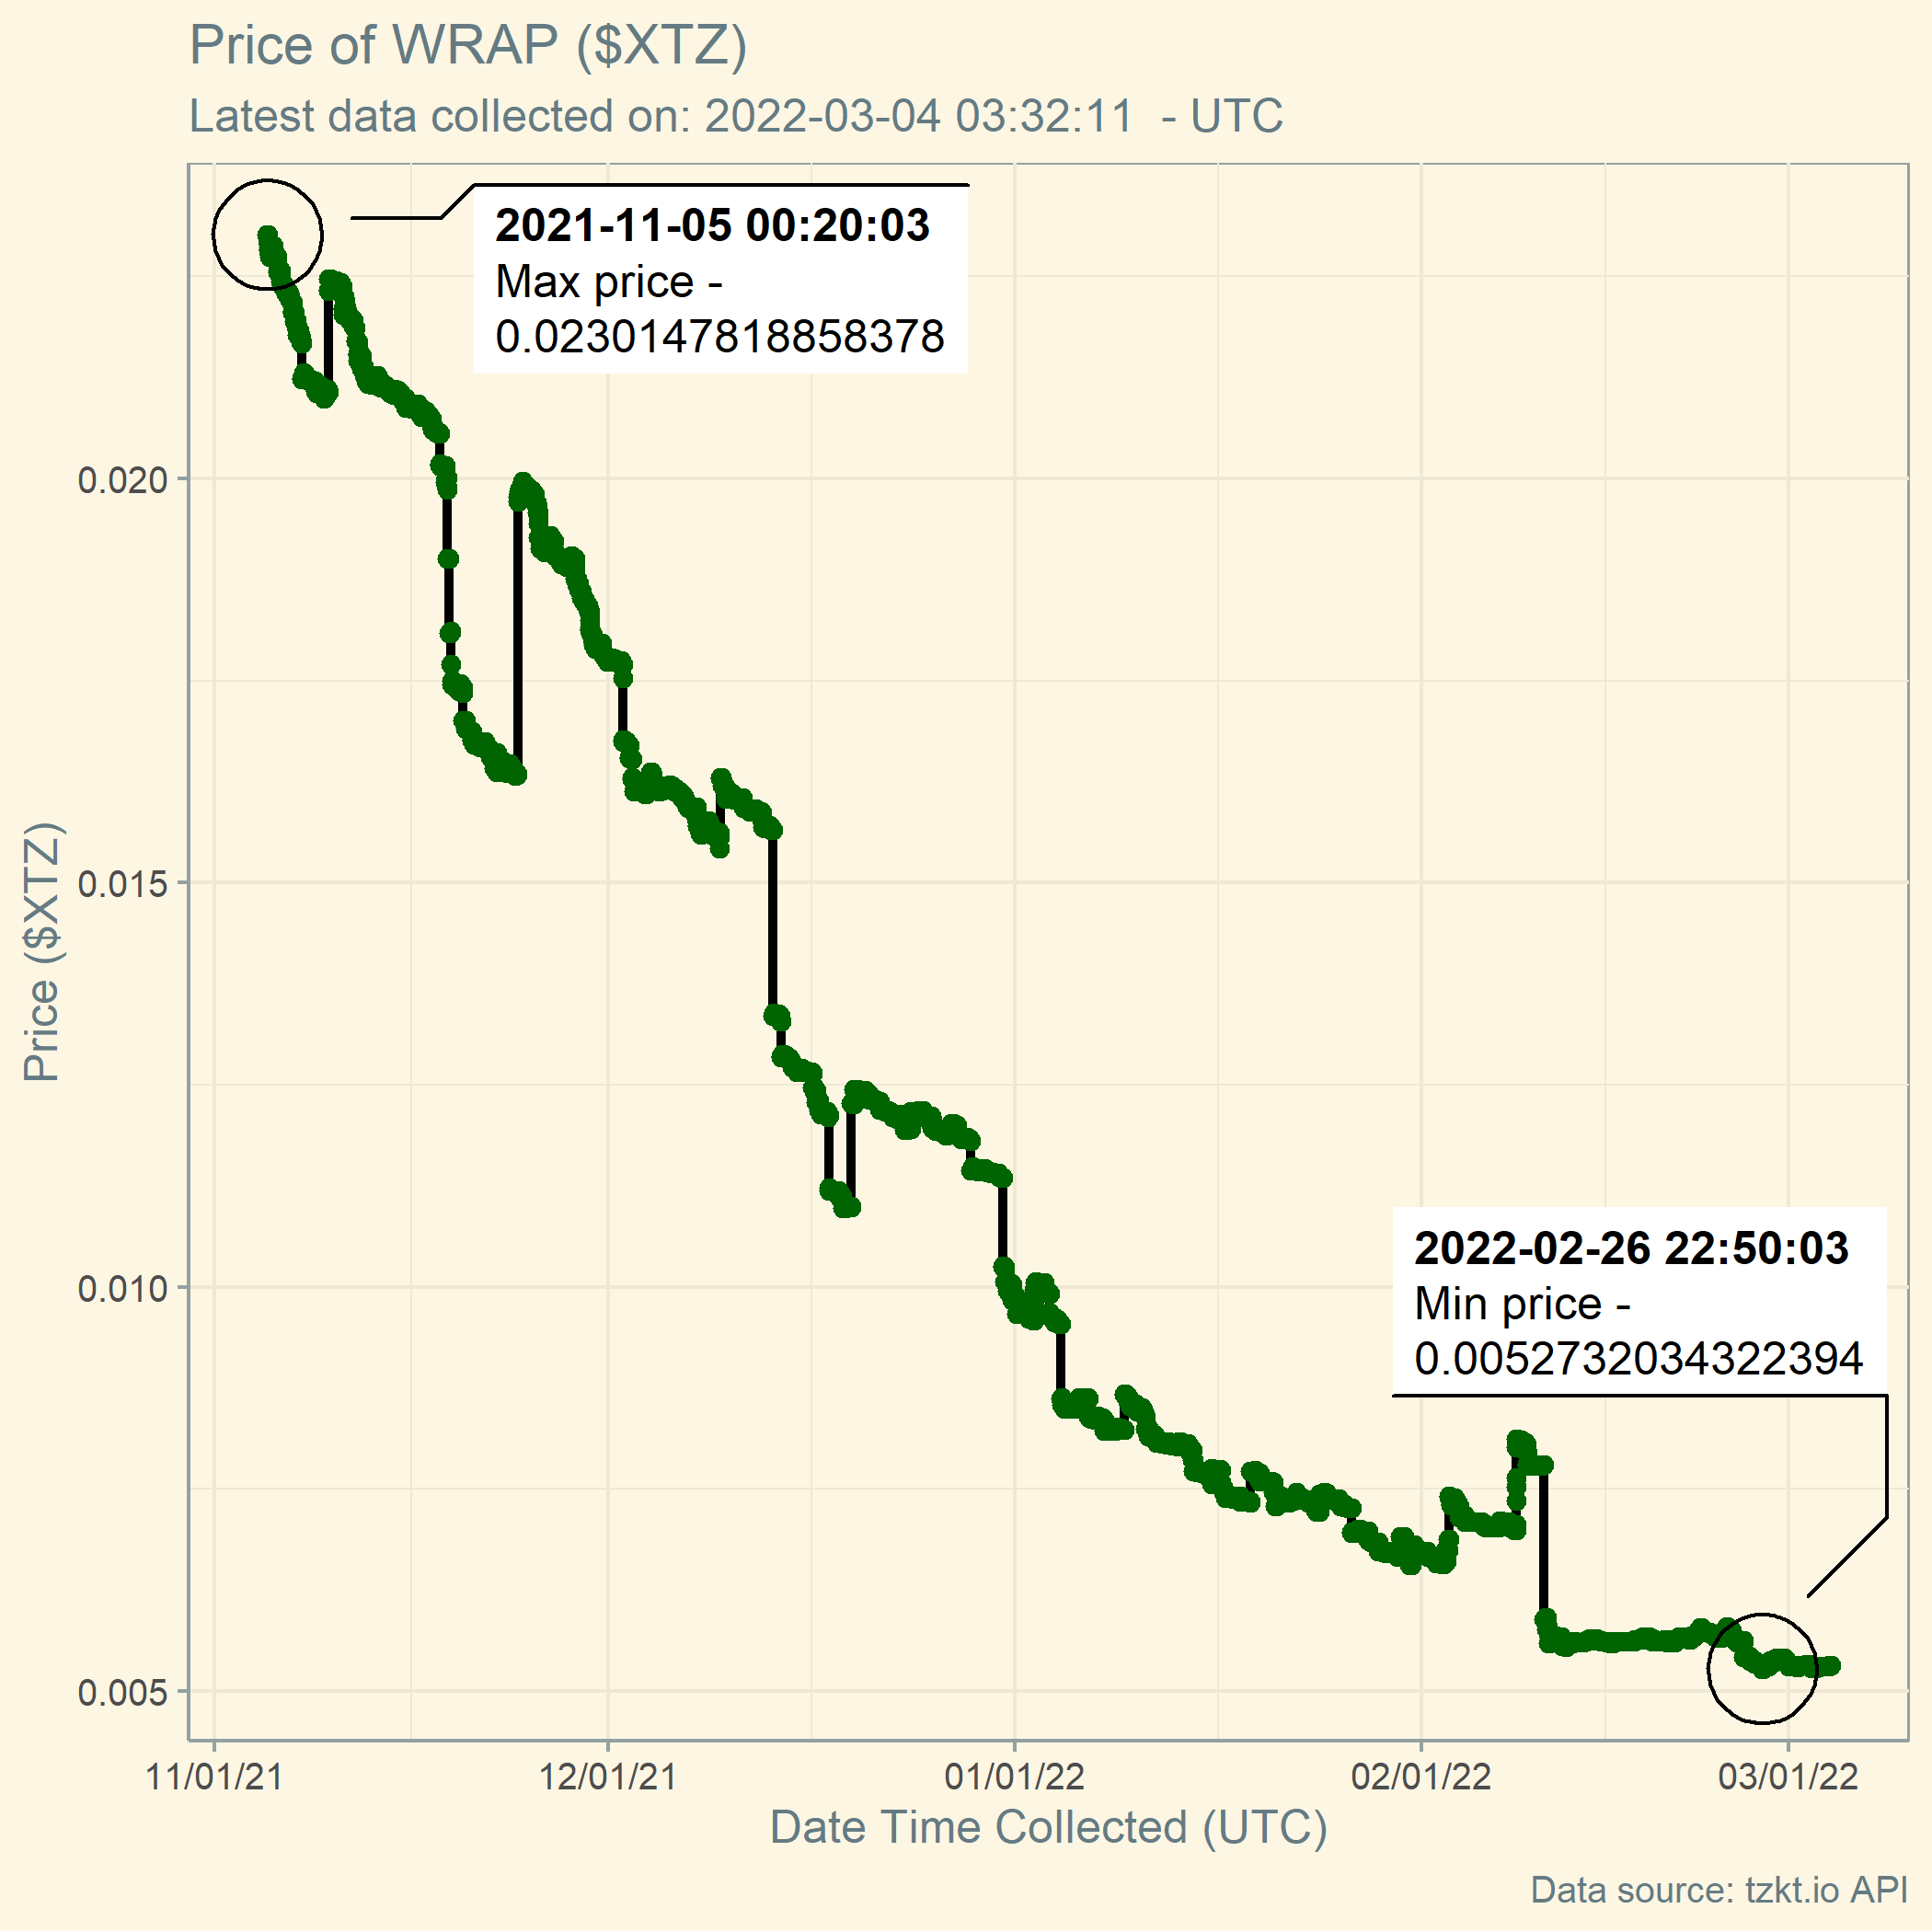 Price of WRAP ($XTZ)
Latest data collected on: 2022-03-04 03:32:11  - UTC
2021-11-05 00:20:03
Max price -
0.0230147818858378
0.020
0.015
0.010
0.005
Price ($XTZ)
2022-02-26 22:50:03
Min price -
0.0052732034322394
11/01/21
12/01/21
01/01/22
02/01/22
03/01/22
Date Time Collected (UTC)
Data source: tzkt.io API